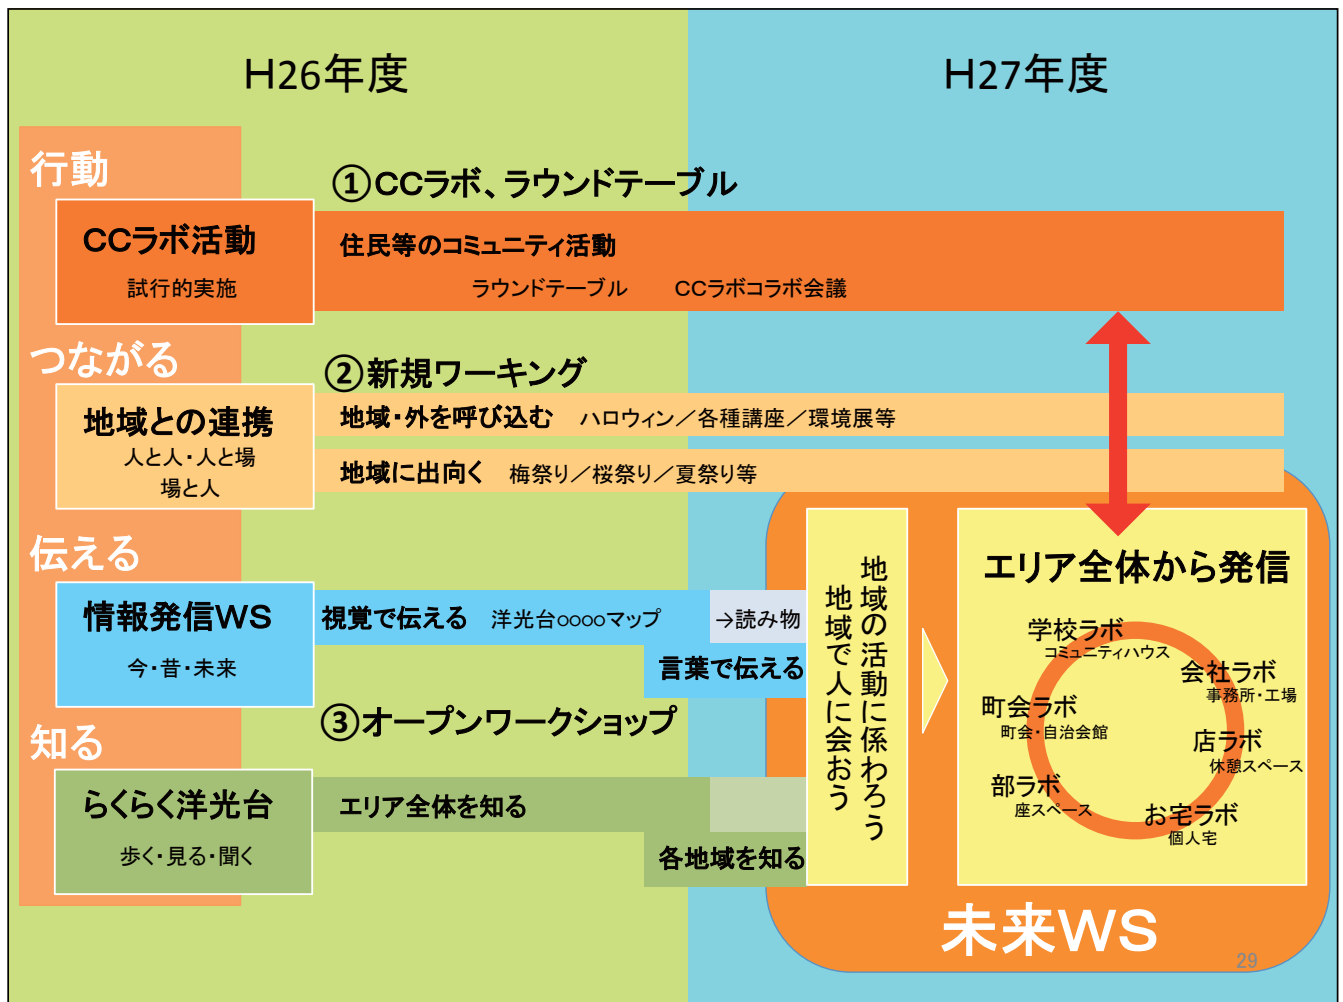 H26年度
H27年度
行動
①CCラボ、ラウンドテーブル
CCラボ活動
試行的実施
住民等のコミュニティ活動
ラウンドテーブル　CCラボコラボ会議
つながる
②新規ワーキング
地域との連携
人と人・人と場
場と人
地域・外を呼び込む　ハロウィン／各種講座／環境展等
地域に出向く　梅祭り／桜祭り／夏祭り等
伝える
情報発信WS
今・昔・未来
視覚で伝える　洋光台ooooマップ
→読み物
言葉で伝える
知る
③オープンワークショップ
らくらく洋光台
歩く・見る・聞く
エリア全体を知る
各地域を知る
地域の活動に係わろう
地域で人に会おう
エリア全体から発信
学校ラボ
コミュニティハウス
会社ラボ
事務所・工場
町会ラボ
町会・自治会館
店ラボ
休憩スペース
部ラボ
座スペース
お宅ラボ
個人宅
未来WS
29